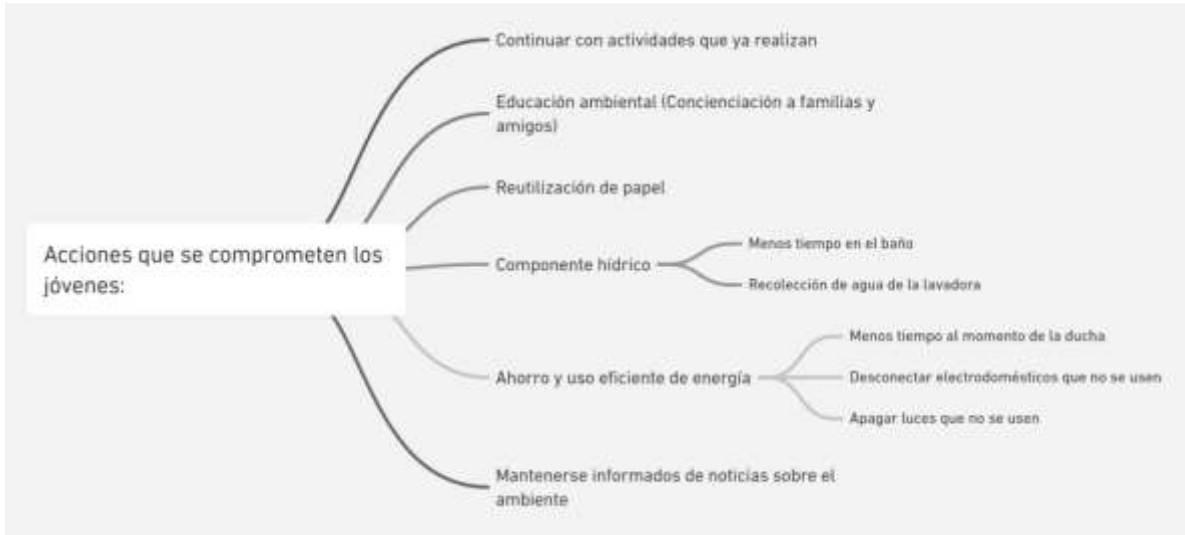 Acciones que se comprometen los
jóvenes:
Continuar con actividades que ya realizan
Educación ambiental (Concienciación a familias y
amigos)
Reutilización de papel
Componente hídrico
Menos tiempo en el baño
Recolección de agua de la lavadora
Ahorro y uso eficiente de energía
Menos tiempo al momento de la ducha
Desconectar electrodomésticos que no se usen
Apagar luces que no se usen
Mantenerse informados de noticias sobre el
ambiente